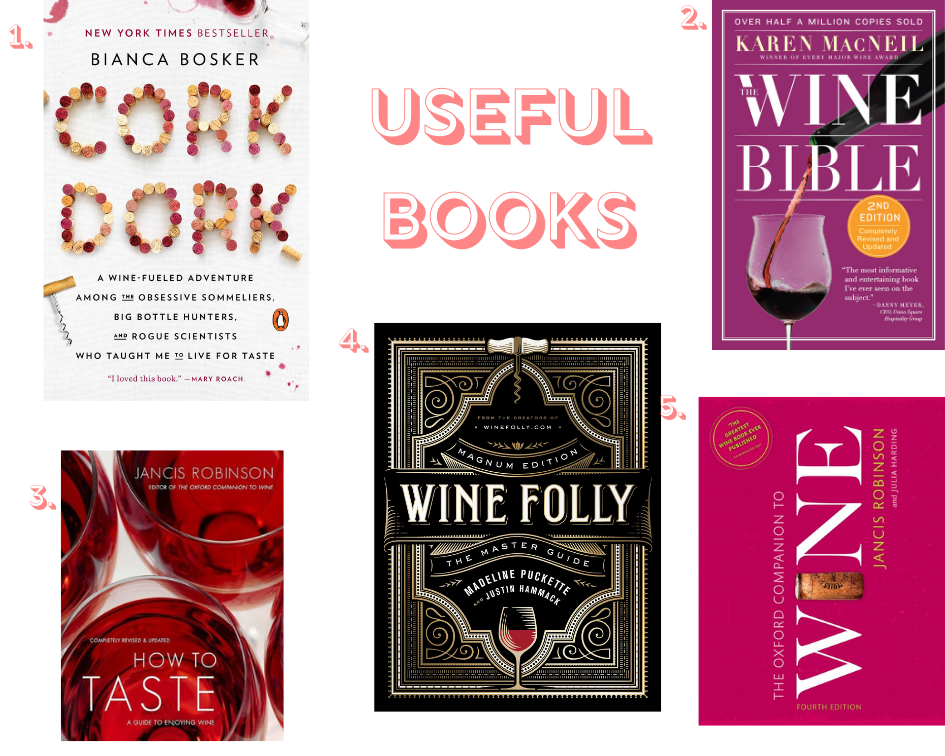 1.
NEW YORK TIMES BESTSELLER
BIANCA BOSKER
CORK
DORK
A WINE-FUELED ADVENTURE
AMONG THE OBSESSIVE SOMMELIERS,
BIG BOTTLE HUNTERS,
AND ROGUE SCIENTISTS
WHO TAUGHT ME TO LIVE FOR TASTE
"I loved this book." —MARY ROACH
USEFUL
BOOKS
2.
OVER HALF A MILLION COPIES SOLD
KAREN MACNEIL
WINNER OF EVERY MAJOR WINE AWARD
THE
WINE
BIBLE
2ND
EDITION
Completely
Revised and
Updated
"The most informative
and entertaining book
I've ever seen on the
subject."
—DANNY MEYER,
CEO, Union Square
Hospitality Group
3.
JANCIS ROBINSON
EDITOR OF THE OXFORD COMPANION TO WINE
COMPLETELY REVISED & UPDATED
HOW TO
TASTE
A GUIDE TO ENJOYING WINE
4.
FROM THE CREATORS OF
WINEFOLLY.COM
MAGNUM EDITION
WINE FOLLY
THE MASTER GUIDE
MADELINE PUCKETTE
AND JUSTIN HAMMACK
5.
"THE
GREATEST
WINE BOOK EVER
PUBLISHED"
THE OXFORD COMPANION TO
WINE
JANCIS ROBINSON
and JULIA HARDING
FOURTH EDITION